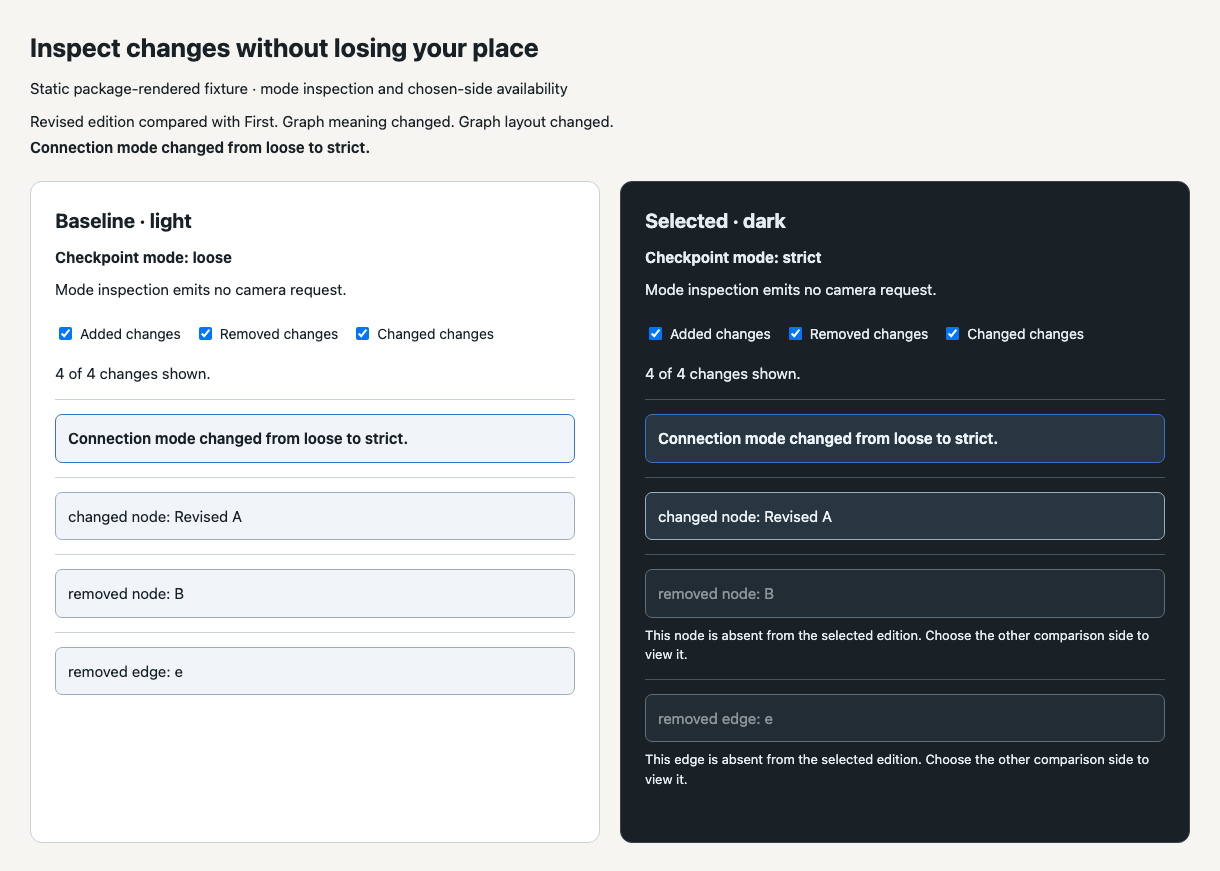 Inspect changes without losing your place
Static package-rendered fixture · mode inspection and chosen-side availability
Revised edition compared with First. Graph meaning changed. Graph layout changed.
Connection mode changed from loose to strict.
Baseline · light
Checkpoint mode: loose
Mode inspection emits no camera request.
Added changes Removed changes Changed changes
4 of 4 changes shown.
Connection mode changed from loose to strict.
changed node: Revised A
removed node: B
removed edge: e
Selected · dark
Checkpoint mode: strict
Mode inspection emits no camera request.
Added changes Removed changes Changed changes
4 of 4 changes shown.
Connection mode changed from loose to strict.
changed node: Revised A
removed node: B
This node is absent from the selected edition. Choose the other comparison side to
view it.
removed edge: e
This edge is absent from the selected edition. Choose the other comparison side to
view it.